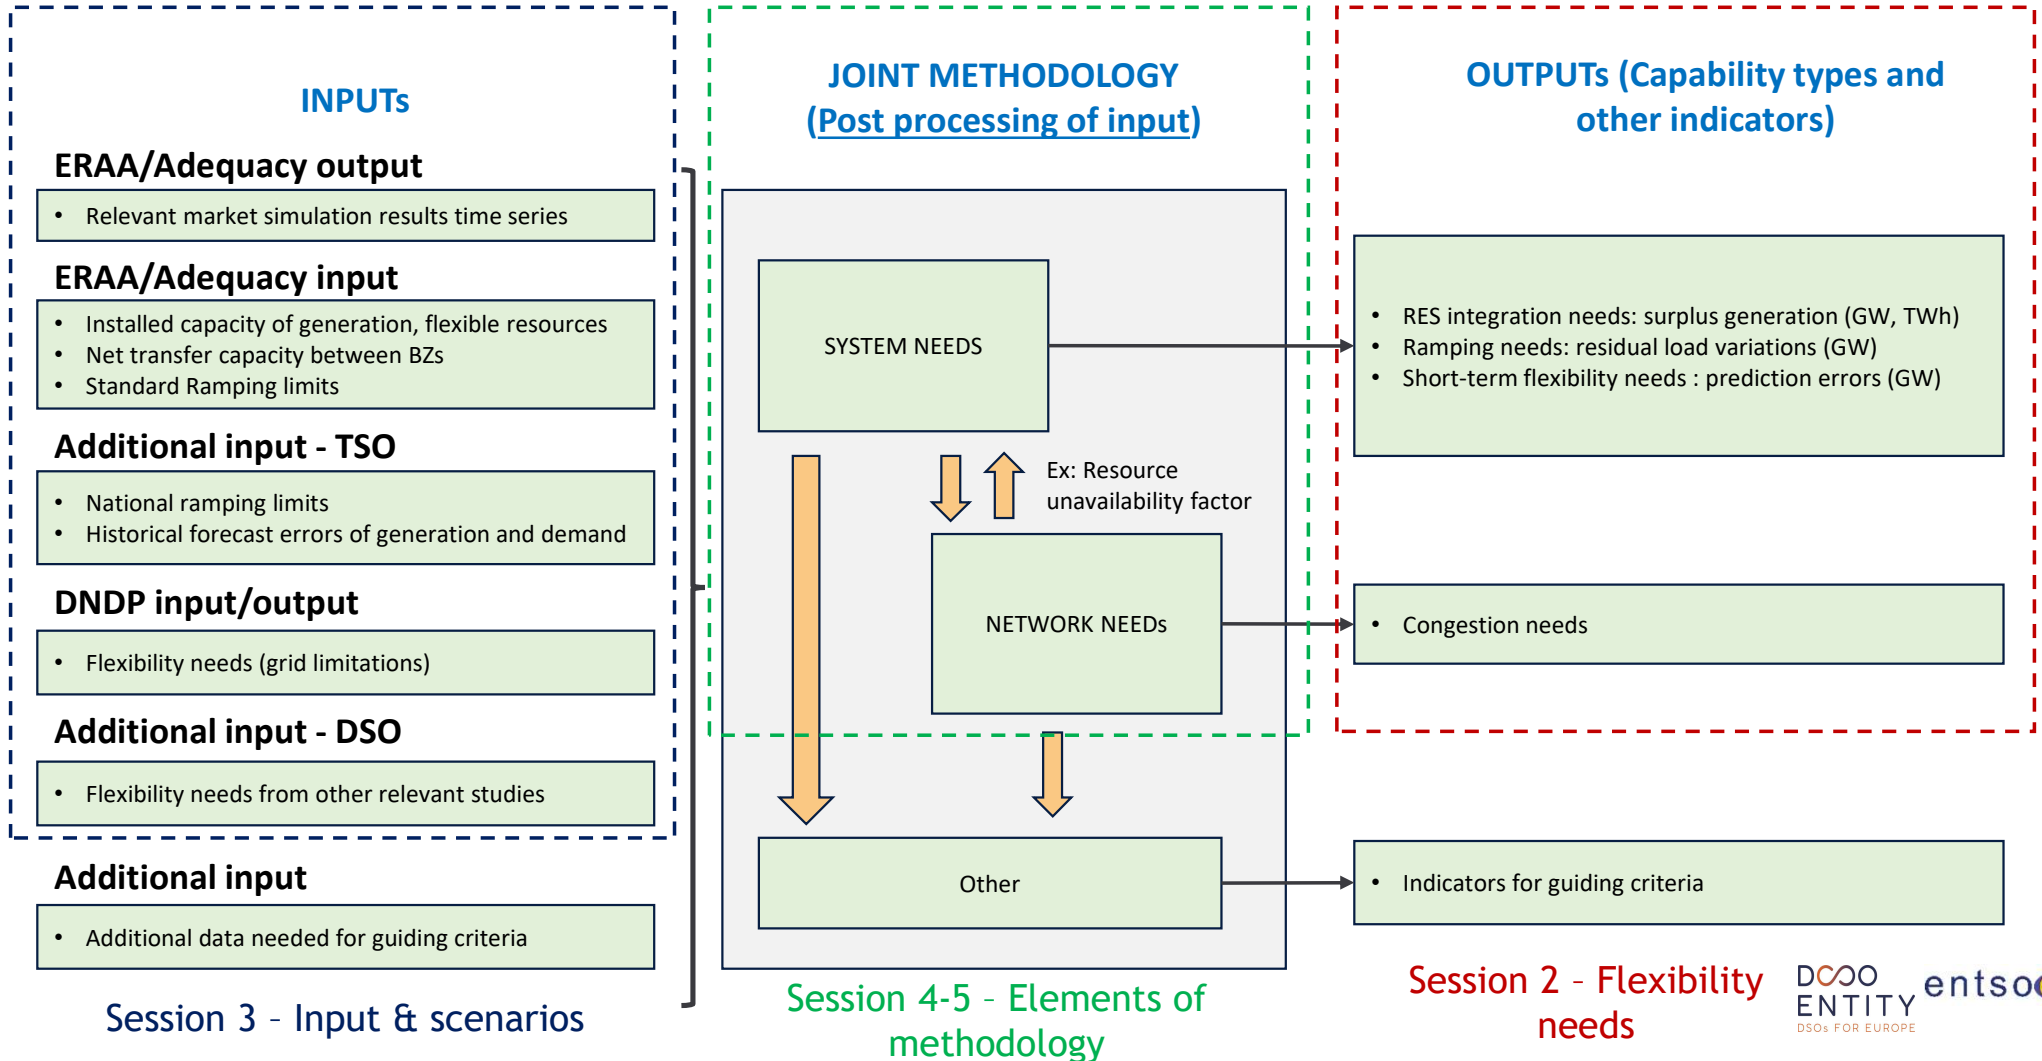 INPUTs
ERAA/Adequacy output
• Relevant market simulation results time series
ERAA/Adequacy input
• Installed capacity of generation, flexible resources
• Net transfer capacity between BZs
• Standard Ramping limits
Additional input - TSO
• National ramping limits
• Historical forecast errors of generation and demand
DNDP input/output
• Flexibility needs (grid limitations)
Additional input - DSO
• Flexibility needs from other relevant studies
Additional input
• Additional data needed for guiding criteria
Session 3 - Input & scenarios
JOINT METHODOLOGY
(Post processing of input)
SYSTEM NEEDS
Ex: Resource
unavailability factor
NETWORK NEEDs
Other
Session 4-5 - Elements of
methodology
OUTPUTs (Capability types and
other indicators)
• RES integration needs: surplus generation (GW, TWh)
• Ramping needs: residual load variations (GW)
• Short-term flexibility needs : prediction errors (GW)
• Congestion needs
• Indicators for guiding criteria
Session 2 - Flexibility
needs
DSO
ENTITY
DSOs FOR EUROPE
entso